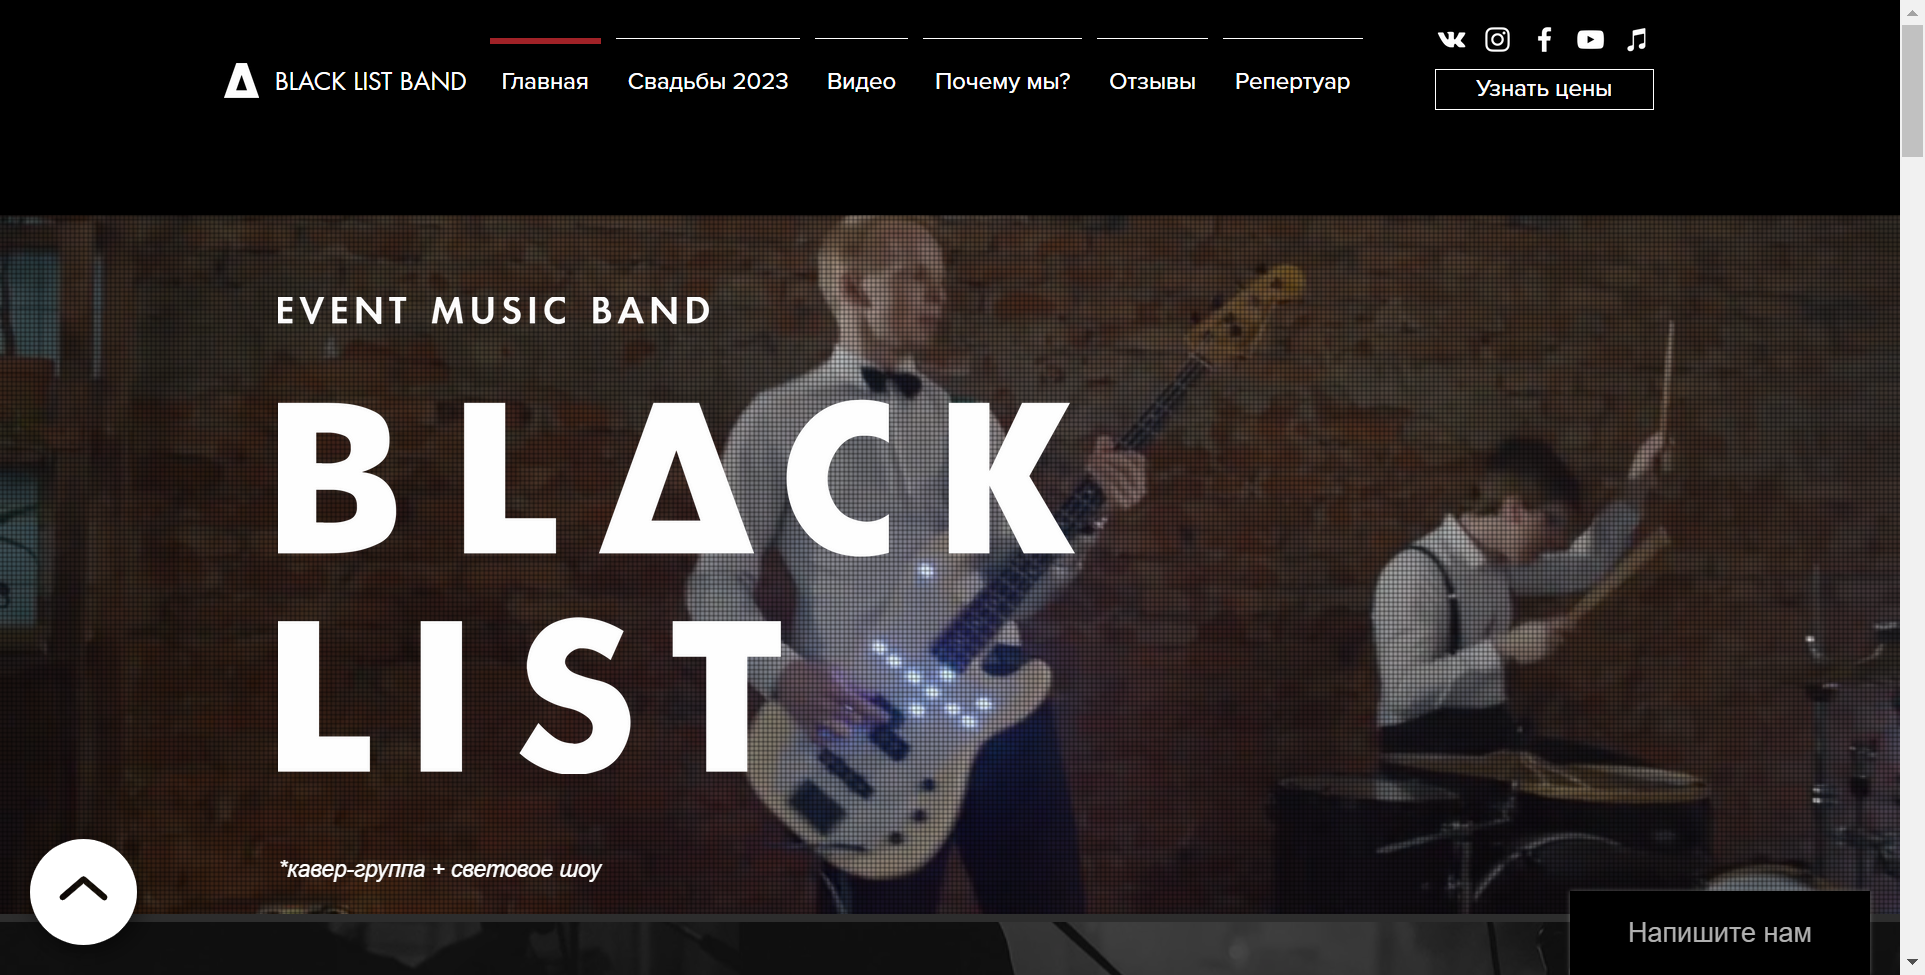 BLACK LIST BAND
Главная
Свадьбы 2023
Видео
Почему мы?
Отзывы
Репертуар
Узнать цены
EVENT MUSIC BAND
BLACK
LIST
*кавер-группа + световое шоу
Напишите нам